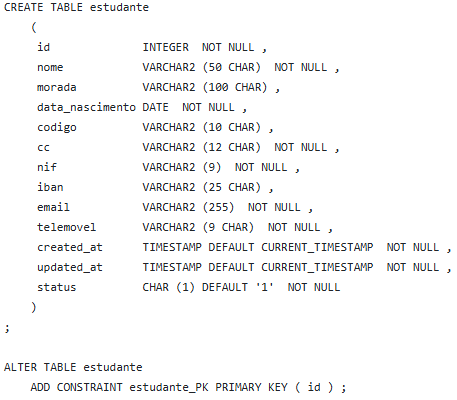 CREATE TABLE estudante
(
id INTEGER NOT NULL ,
nome VARCHAR2 (50 CHAR) NOT NULL ,
morada VARCHAR2 (100 CHAR) ,
data_nascimento DATE NOT NULL ,
codigo VARCHAR2 (10 CHAR) ,
cc VARCHAR2 (12 CHAR) NOT NULL ,
nif VARCHAR2 (9) NOT NULL ,
iban VARCHAR2 (25 CHAR) ,
email VARCHAR2 (255) NOT NULL ,
telemovel VARCHAR2 (9 CHAR) NOT NULL ,
created_at TIMESTAMP DEFAULT CURRENT_TIMESTAMP NOT NULL ,
updated_at TIMESTAMP DEFAULT CURRENT_TIMESTAMP NOT NULL ,
status CHAR (1) DEFAULT '1' NOT NULL
)
;
ALTER TABLE estudante
ADD CONSTRAINT estudante_PK PRIMARY KEY ( id ) ;